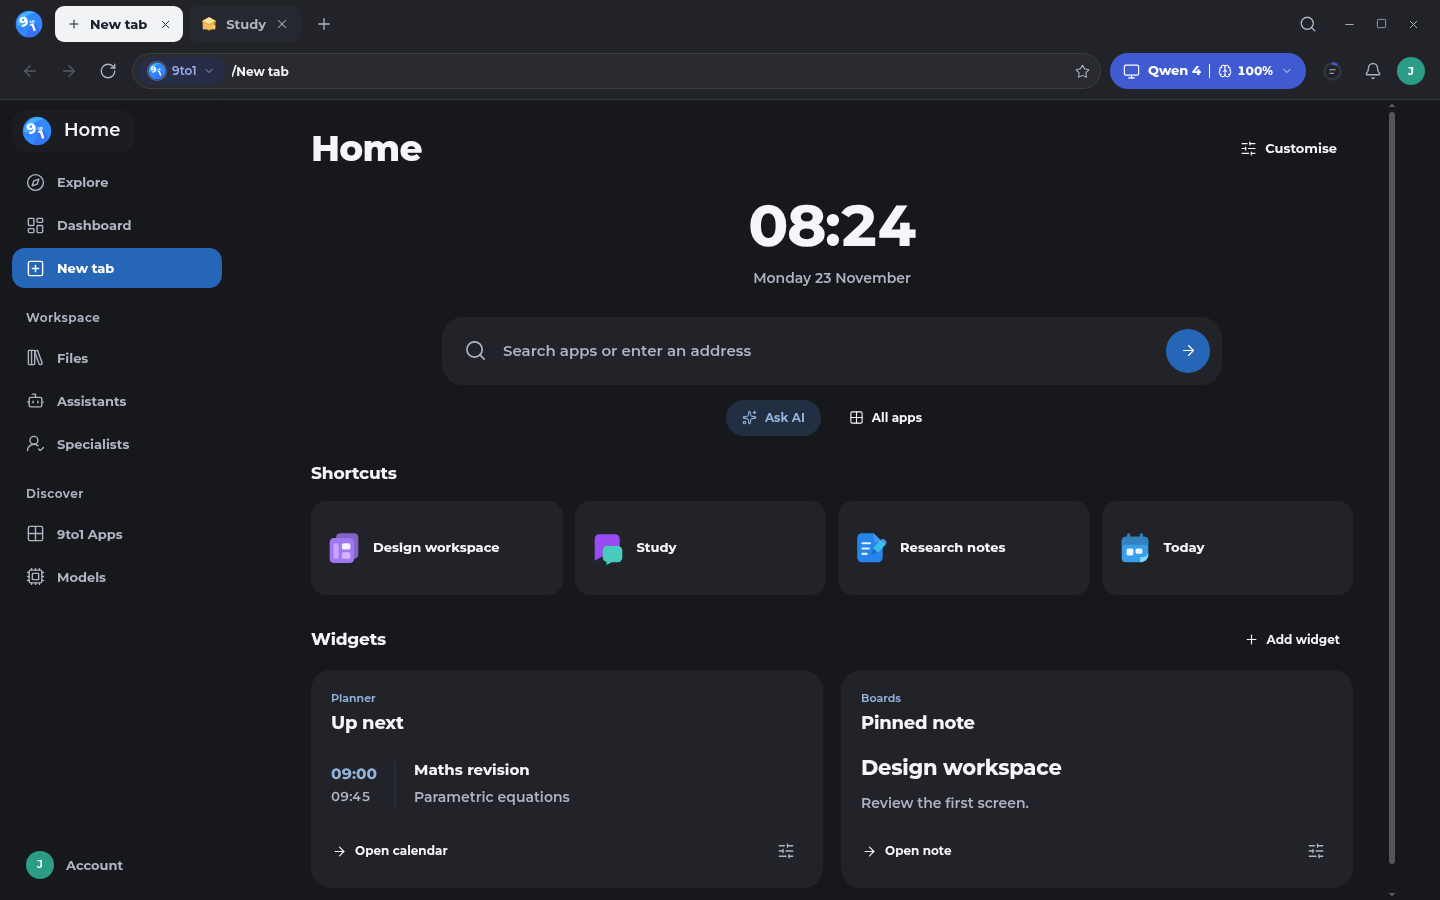 New tab
Study
9to1
/New tab
Qwen 4
100%
J
Home
Explore
Dashboard
New tab
Workspace
Files
Assistants
Specialists
Discover
9to1 Apps
Models
J
Account
Home
Customise
08:24
Monday 23 November
Search apps or enter an address
Ask AI
All apps
Shortcuts
Design workspace
Study
Research notes
Today
Widgets
Add widget
Planner
Up next
09:00
Maths revision
09:45
Parametric equations
Open calendar
Boards
Pinned note
Design workspace
Review the first screen.
Open note